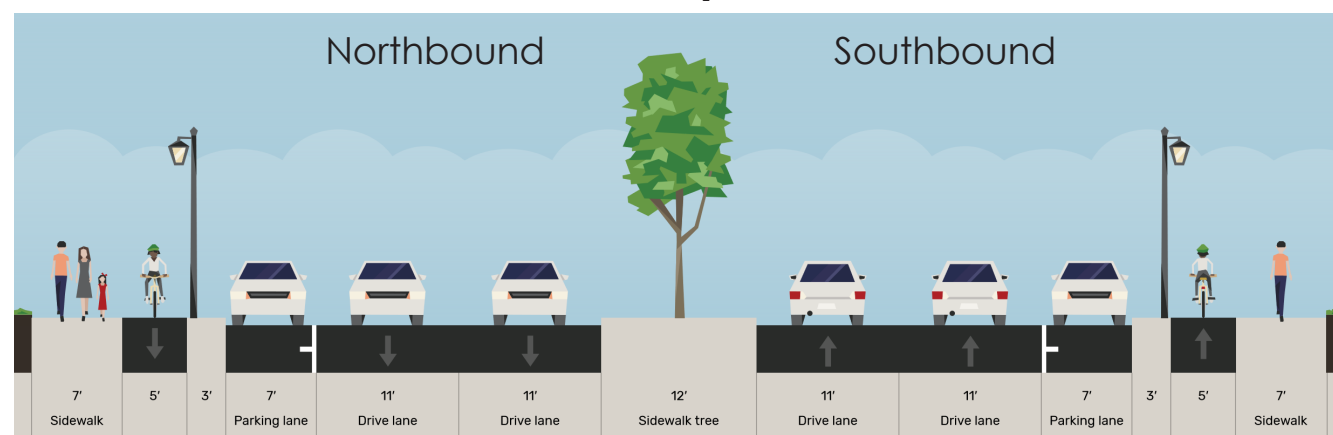 Northbound
Southbound
7' 5' 3' 7' 11' 11' 12' 11' 11' 7' 3' 5' 7'
Sidewalk Parking lane Drive lane Drive lane Sidewalk tree Drive lane Drive lane Parking lane Sidewalk